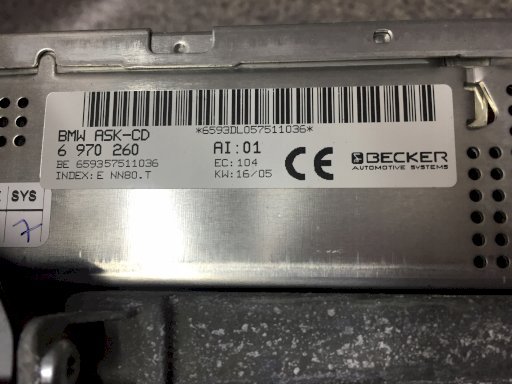 *6593DL057511036*
BMW ASK-CD
6 970 260
AI:01
BE 659357511036
EC:104
INDEX:E NN80.T
KW:16/05
CE
BECKER
AUTOMOTIVE SYSTEMS
SYS
7